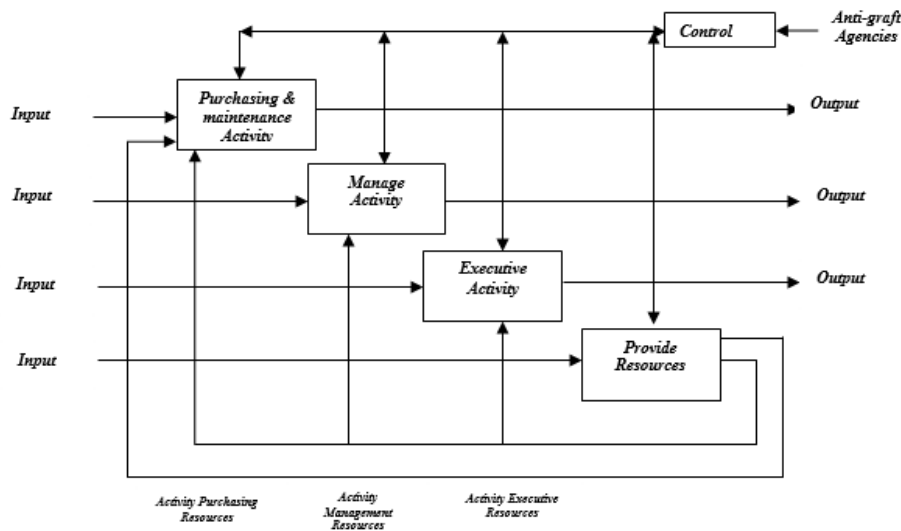 Control
Anti-graft
Agencies
Purchasing &
maintenance
Activity
Input
Output
Manage
Activity
Input
Output
Executive
Activity
Input
Output
Provide
Resources
Input
Activity Purchasing
Resources
Activity
Management
Resources
Activity Executive
Resources